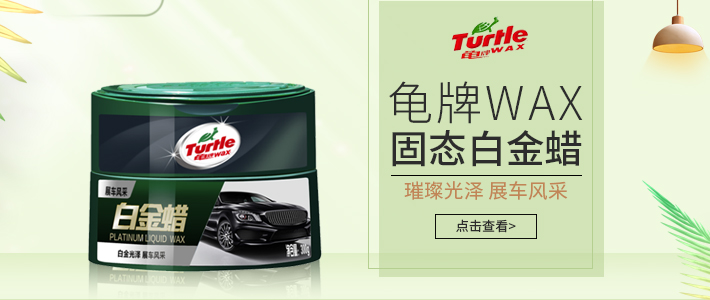 Turtle
龟牌WAX
龟牌WAX
固态白金蜡
璀璨光泽 展车风采
点击查看>
Turtle
龟牌WAX
展车风采
白金蜡
PLATINUM LIQUID WAX
白金光泽 展车风采